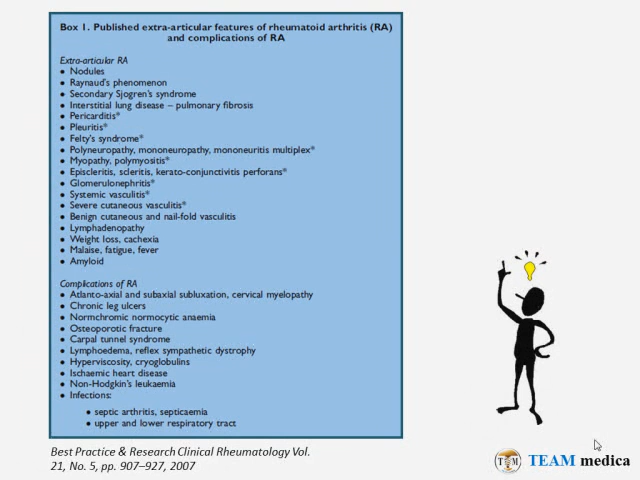 Box 1. Published extra-articular features of rheumatoid arthritis (RA)
and complications of RA
Extra-articular RA
• Nodules
• Raynaud's phenomenon
• Secondary Sjogren's syndrome
• Interstitial lung disease – pulmonary fibrosis
• Pericarditis*
• Pleuritis*
• Felty's syndrome*
• Polyneuropathy, mononeuropathy, mononeuritis multiplex*
• Myopathy, polymyositis*
• Episcleritis, scleritis, kerato-conjunctivitis perforans*
• Glomerulonephritis*
• Systemic vasculitis*
• Severe cutaneous vasculitis*
• Benign cutaneous and nail-fold vasculitis
• Lymphadenopathy
• Weight loss, cachexia
• Malaise, fatigue, fever
• Amyloid
Complications of RA
• Atlanto-axial and subaxial subluxation, cervical myelopathy
• Chronic leg ulcers
• Normchromic normocytic anaemia
• Osteoporotic fracture
• Carpal tunnel syndrome
• Lymphoedema, reflex sympathetic dystrophy
• Hyperviscosity, cryoglobulins
• Ischaemic heart disease
• Non-Hodgkin's leukaemia
• Infections:
• septic arthritis, septicaemia
• upper and lower respiratory tract
Best Practice & Research Clinical Rheumatology Vol.
21, No. 5, pp. 907–927, 2007
TEAM medica